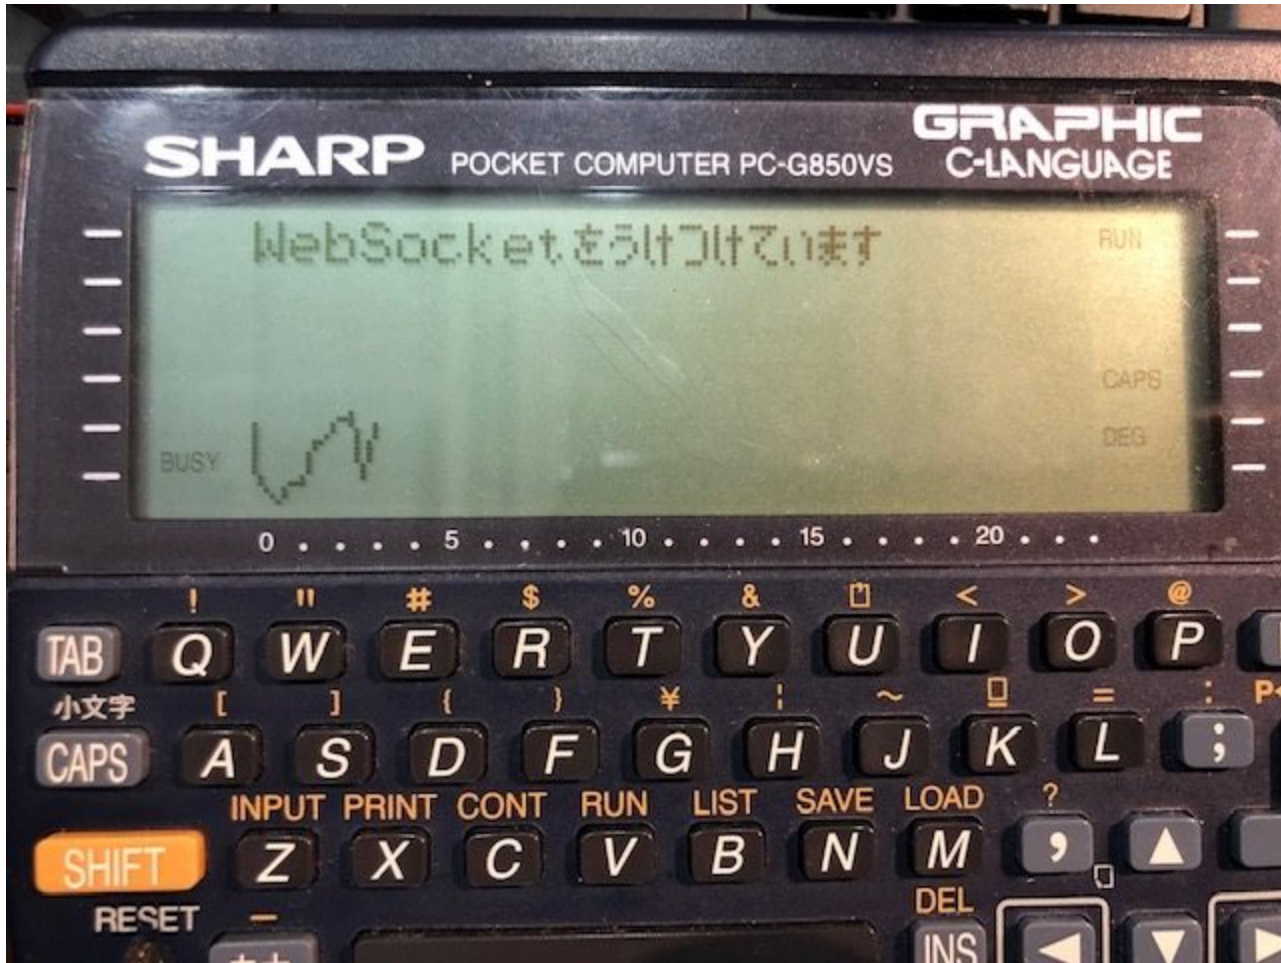 SHARP POCKET COMPUTER PC-G850VS GRAPHIC C-LANGUAGE
WebSocketをうけつけています RUN
CAPS
DEG
BUSY
0 5 10 15 20
! " # $ % & < > @
TAB Q W E R T Y U I O P
小文字 [ ] { } ¥ ¦ ~ = :
CAPS A S D F G H J K L ;
INPUT PRINT CONT RUN LIST SAVE LOAD ?
SHIFT Z X C V B N M ,
RESET DEL
INS